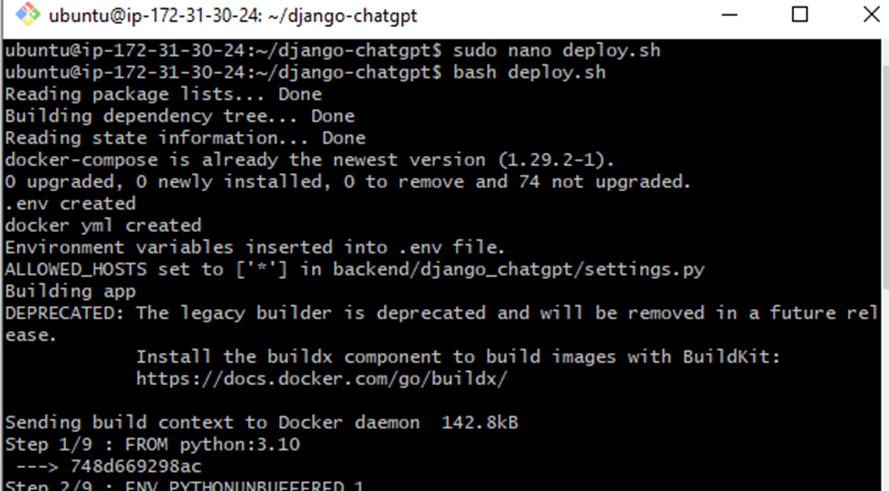 ubuntu@ip-172-31-30-24: ~/django-chatgpt
ubuntu@ip-172-31-30-24:~/django-chatgpt$ sudo nano deploy.sh
ubuntu@ip-172-31-30-24:~/django-chatgpt$ bash deploy.sh
Reading package lists... Done
Building dependency tree... Done
Reading state information... Done
docker-compose is already the newest version (1.29.2-1).
0 upgraded, 0 newly installed, 0 to remove and 74 not upgraded.
.env created
docker yml created
Environment variables inserted into .env file.
ALLOWED_HOSTS set to ['*'] in backend/django_chatgpt/settings.py
Building app
DEPRECATED: The legacy builder is deprecated and will be removed in a future rel
ease.
Install the buildx component to build images with BuildKit:
https://docs.docker.com/go/buildx/
Sending build context to Docker daemon  142.8kB
Step 1/9 : FROM python:3.10
---> 748d669298ac
Step 2/9 : ENV PYTHONUNBUFFERED 1